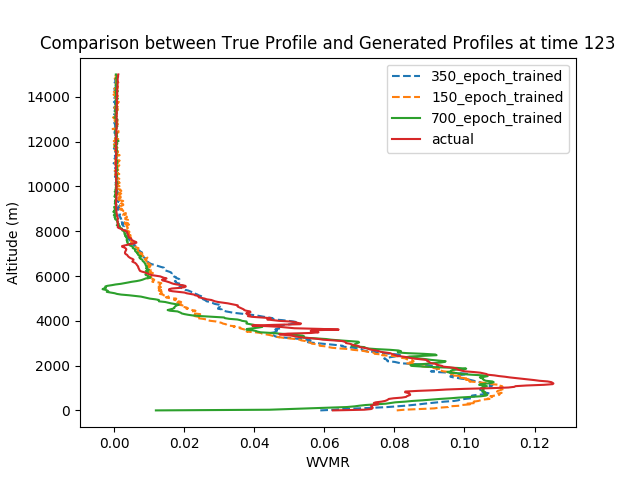 Comparison between True Profile and Generated Profiles at time 123
350_epoch_trained
150_epoch_trained
700_epoch_trained
actual
14000
12000
10000
8000
6000
4000
2000
0
Altitude (m)
0.00 0.02 0.04 0.06 0.08 0.10 0.12
WVMR